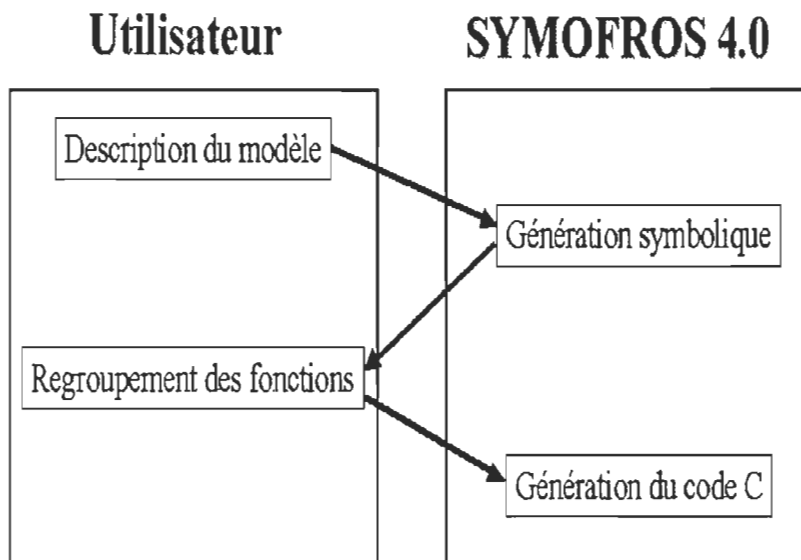 Utilisateur
SYMOFROS 4.0
Description du modèle
Génération symbolique
Regroupement des fonctions
Génération du code C